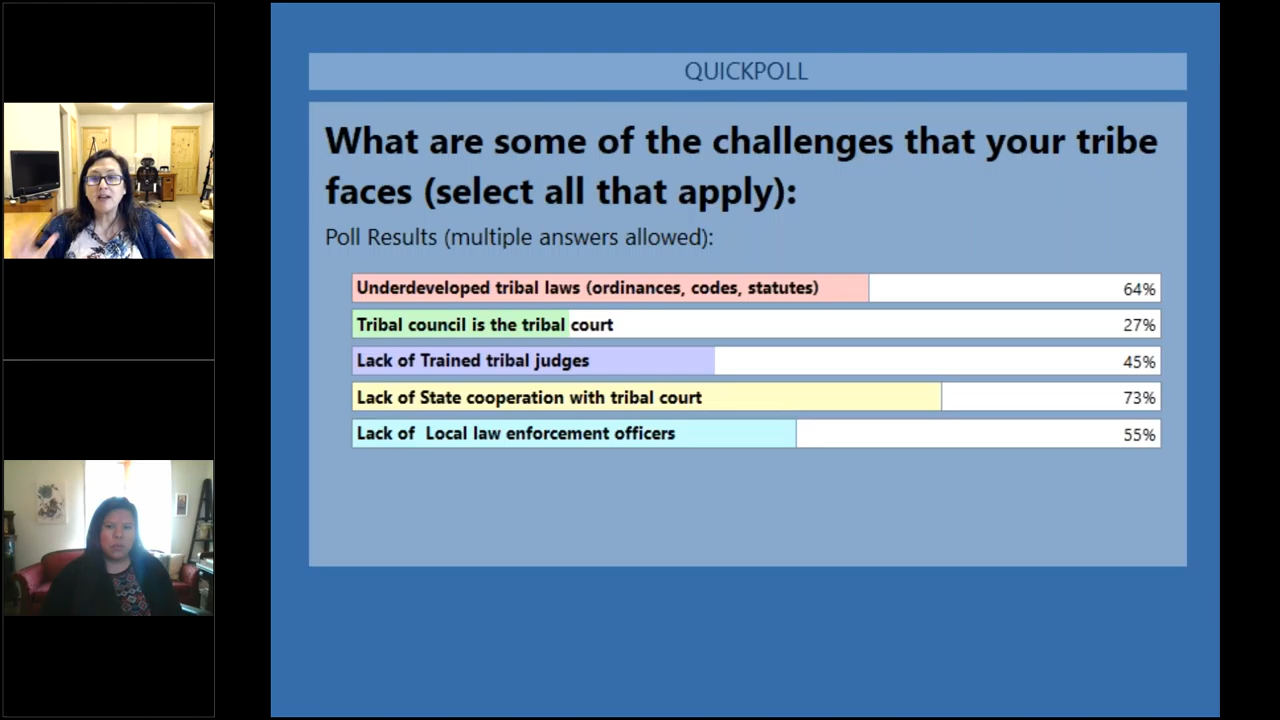 QUICKPOLL
What are some of the challenges that your tribe
faces (select all that apply):
Poll Results (multiple answers allowed):
Underdeveloped tribal laws (ordinances, codes, statutes) 64%
Tribal council is the tribal court 27%
Lack of Trained tribal judges 45%
Lack of State cooperation with tribal court 73%
Lack of  Local law enforcement officers 55%